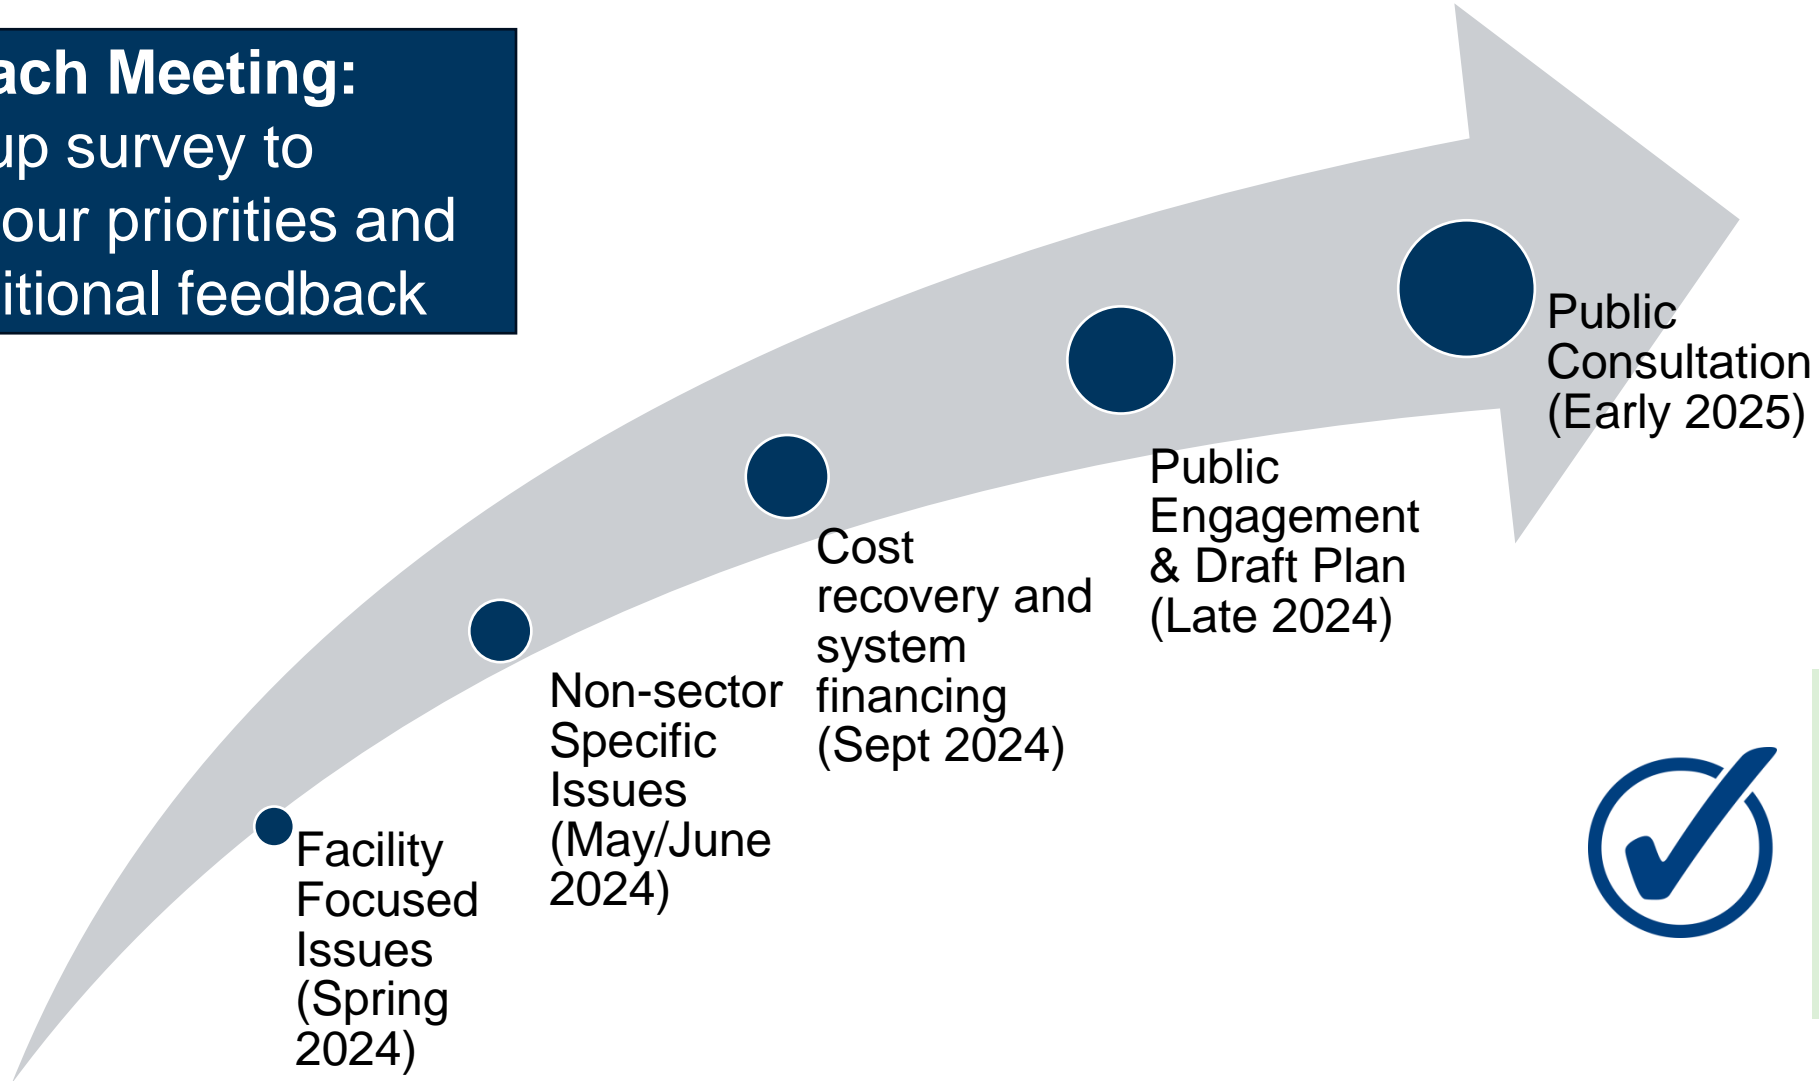 ach Meeting:
up survey to
our priorities and
itional feedback
Public
Consultation
(Early 2025)
Public
Engagement
& Draft Plan
(Late 2024)
Cost
recovery and
system
financing
(Sept 2024)
Non-sector
Specific
Issues
(May/June
2024)
Facility
Focused
Issues
(Spring
2024)